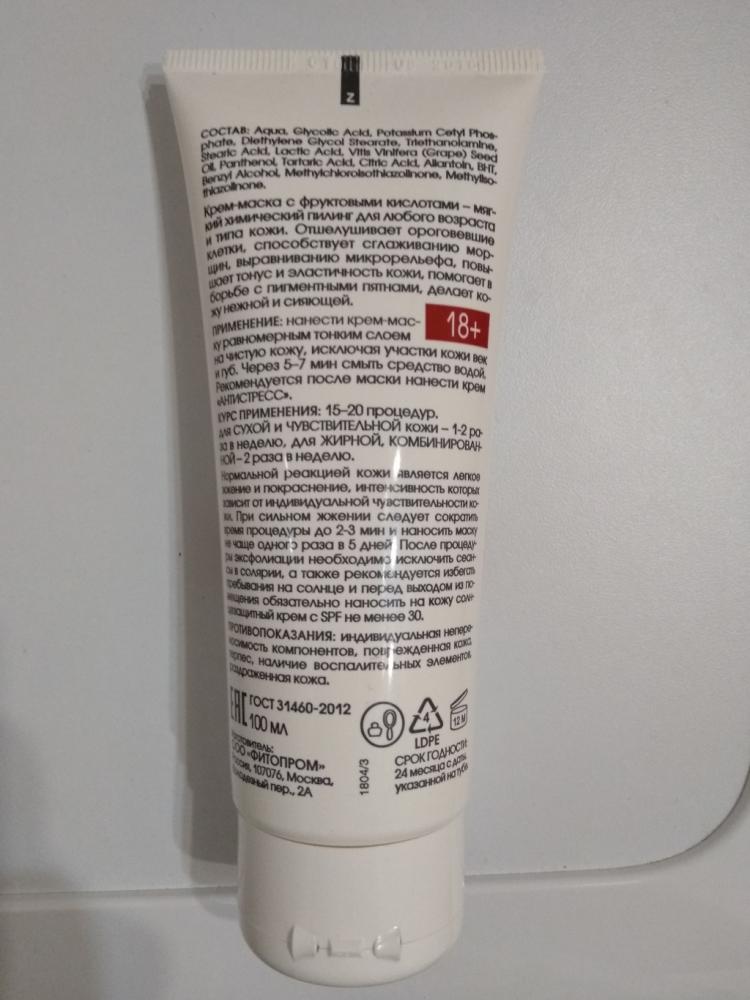 N
СОСТАВ: Aqua, Glycolic Acid, Potassium Cetyl Phos-
phate, Diethylene Glycol Stearate, Triethanolamine,
Stearic Acid, Lactic Acid, Vitis Vinifera (Grape) Seed
Oil, Panthenol, Tartaric Acid, Citric Acid, Allantoin, BHT,
Benzyl Alcohol, Methylchloroisothiazolinone, Methyliso-
thiazolinone.
Крем-маска с фруктовыми кислотами – мяг-
кий химический пилинг для любого возраста
и типа кожи. Отшелушивает ороговевшие
клетки, способствует сглаживанию мор-
щин, выравниванию микрорельефа, повы-
шает тонус и эластичность кожи, помогает в
борьбе с пигментными пятнами, делает ко-
жу нежной и сияющей.
ПРИМЕНЕНИЕ: нанести крем-мас-
ку равномерным тонким слоем
18+
на чистую кожу, исключая участки кожи век
и губ. Через 5–7 мин смыть средство водой.
Рекомендуется после маски нанести крем
«АНТИСТРЕСС».
КУРС ПРИМЕНЕНИЯ: 15–20 процедур.
для СУХОЙ и ЧУВСТВИТЕЛЬНОЙ кожи – 1-2 ра-
за в неделю, для ЖИРНОЙ, КОМБИНИРОВАН-
НОЙ – 2 раза в неделю.
Нормальной реакцией кожи является легкое
жжение и покраснение, интенсивность которых
зависит от индивидуальной чувствительности ко-
жи. При сильном жжении следует сократить
время процедуры до 2-3 мин и наносить маску
не чаще одного раза в 5 дней. После процеду-
ры эксфолиации необходимо исключить сеан-
сы в солярии, а также рекомендуется избегать
пребывания на солнце и перед выходом из по-
мещения обязательно наносить на кожу солн-
цезащитный крем с SPF не менее 30.
ПРОТИВОПОКАЗАНИЯ: индивидуальная непере-
носимость компонентов, поврежденная кожа,
герпес, наличие воспалительных элементов,
раздраженная кожа.
ЕАС ГОСТ 31460-2012
100 МЛ
Изготовитель:
ООО «ФИТОПРОМ»
Россия, 107076, Москва,
Колодезный пер., 2А
1804/3
4
LDPE
12 М
СРОК ГОДНОСТИ:
24 месяца с даты,
указанной на тубе.